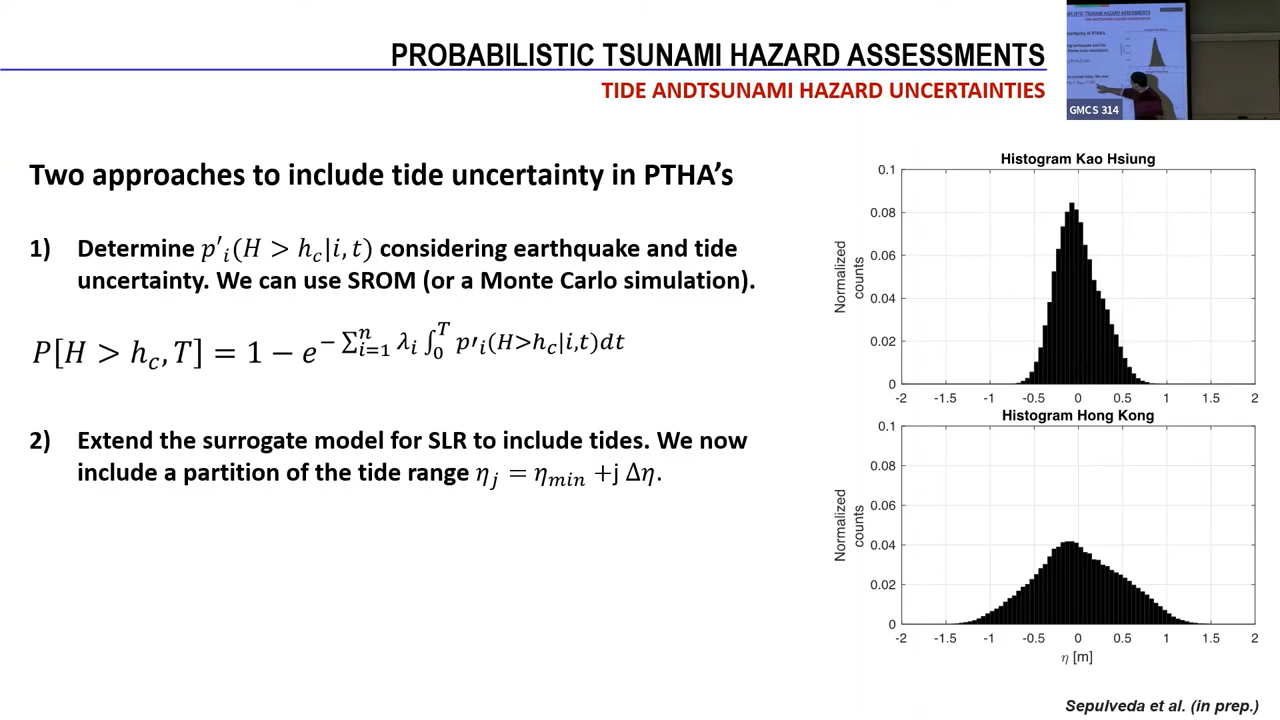 PROBABILISTIC TSUNAMI HAZARD ASSESSMENTS
TIDE ANDTSUNAMI HAZARD UNCERTAINTIES
GMCS 314
Two approaches to include tide uncertainty in PTHA's
1) Determine p'ᵢ(H > h_c|i, t) considering earthquake and tide
uncertainty. We can use SROM (or a Monte Carlo simulation).
P[H > h_c, T] = 1 − e^{−∑_{i=1}^{n} λᵢ ∫_0^T p′ᵢ(H>h_c|i,t)dt}
2) Extend the surrogate model for SLR to include tides. We now
include a partition of the tide range η_j = η_min +j Δη.
Histogram Kao Hsiung
0.1
0.08
0.06
0.04
0.02
0
Normalized
counts
-2 -1.5 -1 -0.5 0 0.5 1 1.5 2
Histogram Hong Kong
0.1
0.08
0.06
0.04
0.02
0
Normalized
counts
-2 -1.5 -1 -0.5 0 0.5 1 1.5 2
η [m]
Sepulveda et al. (in prep.)